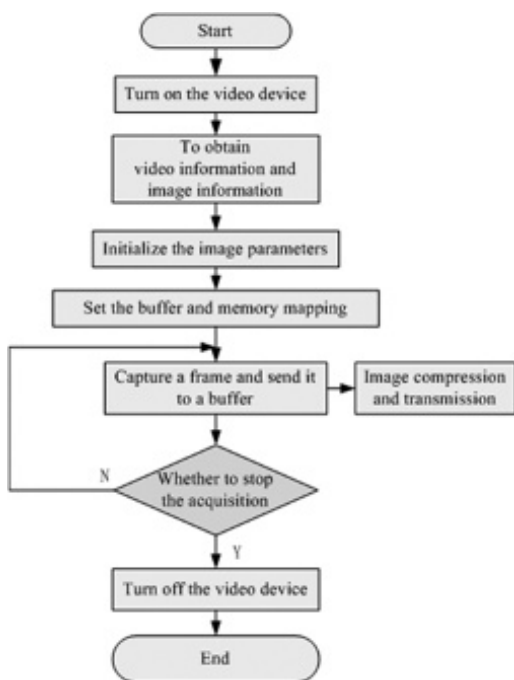 Start
Turn on the video device
To obtain
video information and
image information
Initialize the image parameters
Set the buffer and memory mapping
Capture a frame and send it
to a buffer
Image compression
and transmission
Whether to stop
the acquisition
N
Y
Turn off the video device
End